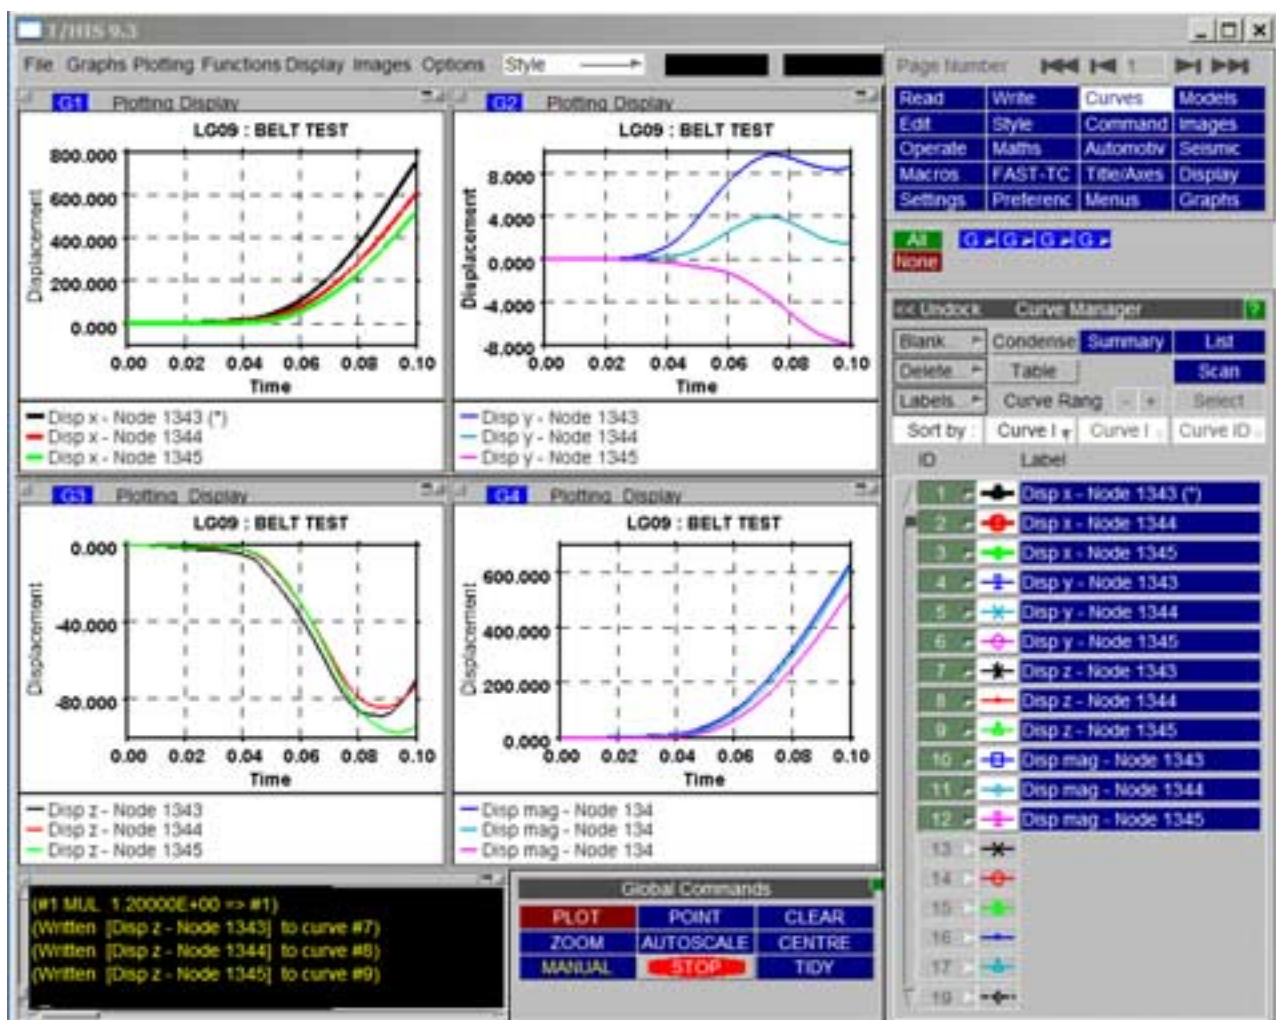 T/HIS 9.3
File Graphs Plotting Functions Display Images Options Style
Page Number 1
Read Write Curves Models
Edit Style Command Images
Operate Maths Automotiv Seismic
Macros FAST-TC Title/Axes Display
Settings Preferenc Menus Graphs
All G G G G
None
G1 Plotting Display
LG09 : BELT TEST
800.000
600.000
400.000
200.000
0.000
Displacement
0.00 0.02 0.04 0.06 0.08 0.10
Time
Disp x - Node 1343 (*)
Disp x - Node 1344
Disp x - Node 1345
G2 Plotting Display
LG09 : BELT TEST
8.000
4.000
0.000
-4.000
-8.000
Displacement
0.00 0.02 0.04 0.06 0.08 0.10
Time
Disp y - Node 1343
Disp y - Node 1344
Disp y - Node 1345
G3 Plotting Display
LG09 : BELT TEST
0.000
-40.000
-80.000
Displacement
0.00 0.02 0.04 0.06 0.08 0.10
Time
Disp z - Node 1343
Disp z - Node 1344
Disp z - Node 1345
G4 Plotting Display
LG09 : BELT TEST
600.000
400.000
200.000
0.000
Displacement
0.00 0.02 0.04 0.06 0.08 0.10
Time
Disp mag - Node 134
Disp mag - Node 134
Disp mag - Node 134
(#1 MUL 1.20000E+00 => #1)
(Written [Disp z - Node 1343] to curve #7)
(Written [Disp z - Node 1344] to curve #8)
(Written [Disp z - Node 1345] to curve #9)
Global Commands
PLOT POINT CLEAR
ZOOM AUTOSCALE CENTRE
MANUAL STOP TIDY
<< Undock Curve Manager ?
Blank Condense Summary List
Delete Table Scan
Labels... Curve Rang - + Select
Sort by : Curve I Curve I Curve ID
ID Label
1 Disp x - Node 1343 (*)
2 Disp x - Node 1344
3 Disp x - Node 1345
4 Disp y - Node 1343
5 Disp y - Node 1344
6 Disp y - Node 1345
7 Disp z - Node 1343
8 Disp z - Node 1344
9 Disp z - Node 1345
10 Disp mag - Node 1343
11 Disp mag - Node 1344
12 Disp mag - Node 1345
13
14
15
16
17